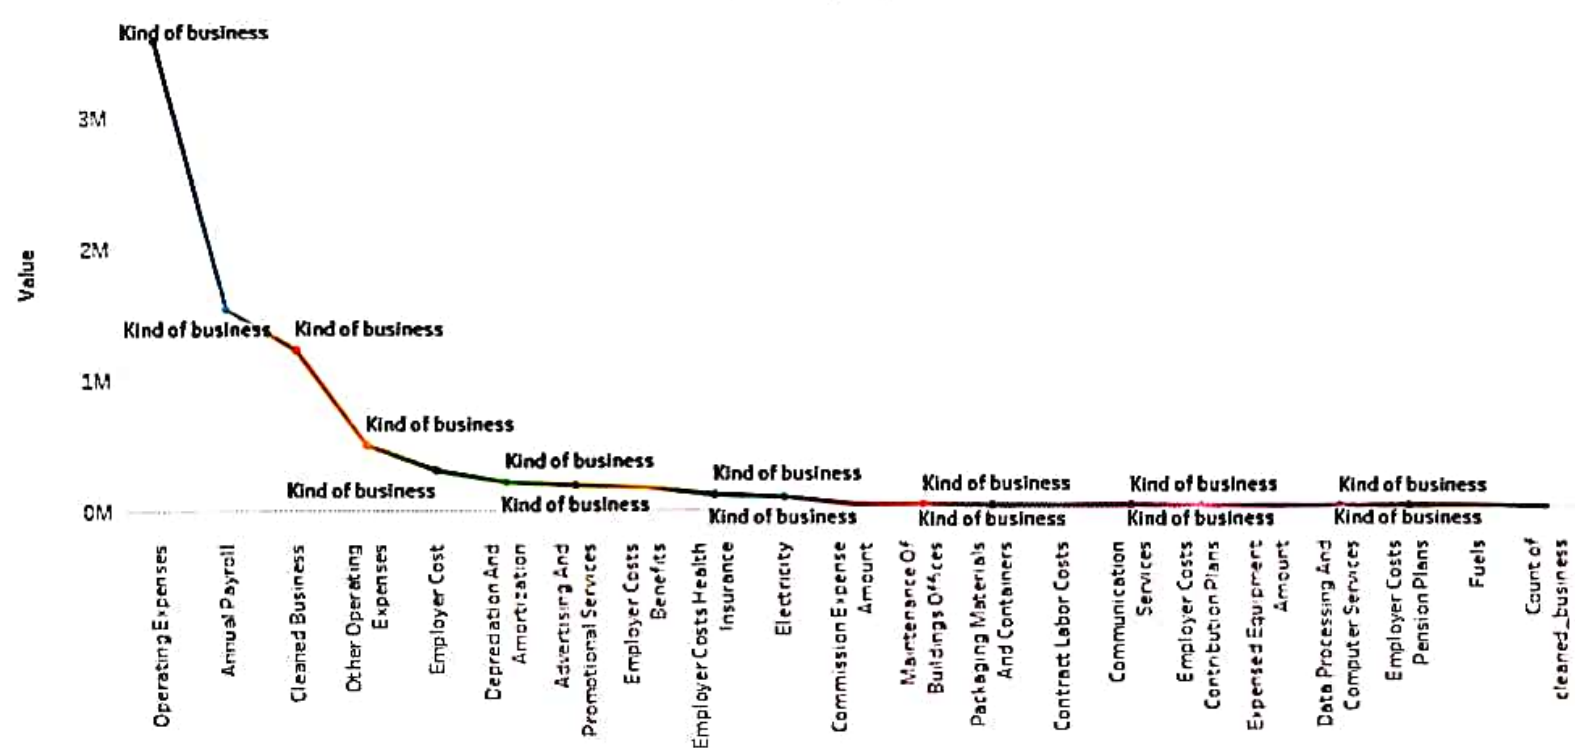 Kind of business
3M
2M
Value
Kind of business Kind of business
1M
Kind of business
Kind of business Kind of business
Kind of business Kind of business Kind of business
Kind of business
Kind of business
0M
Kind of business Kind of business Kind of business Kind of business
Operating Expenses
Annual Payroll
Cleaned Business
Other Operating
Expenses
Employer Cost
Depreciation And
Amortization
Advertising And
Promotional Services
Employer Costs
Benefits
Employer Costs Health
Insurance
Electricity
Commission Expense
Amount
Maintenance Of
Buildings Offices
Packaging Materials
And Containers
Contract Labor Costs
Communication
Services
Employer Costs
Contribution Plans
Expensed Equipment
Amount
Data Processing And
Computer Services
Employer Costs
Pension Plans
Fuels
Count of
cleaned_business